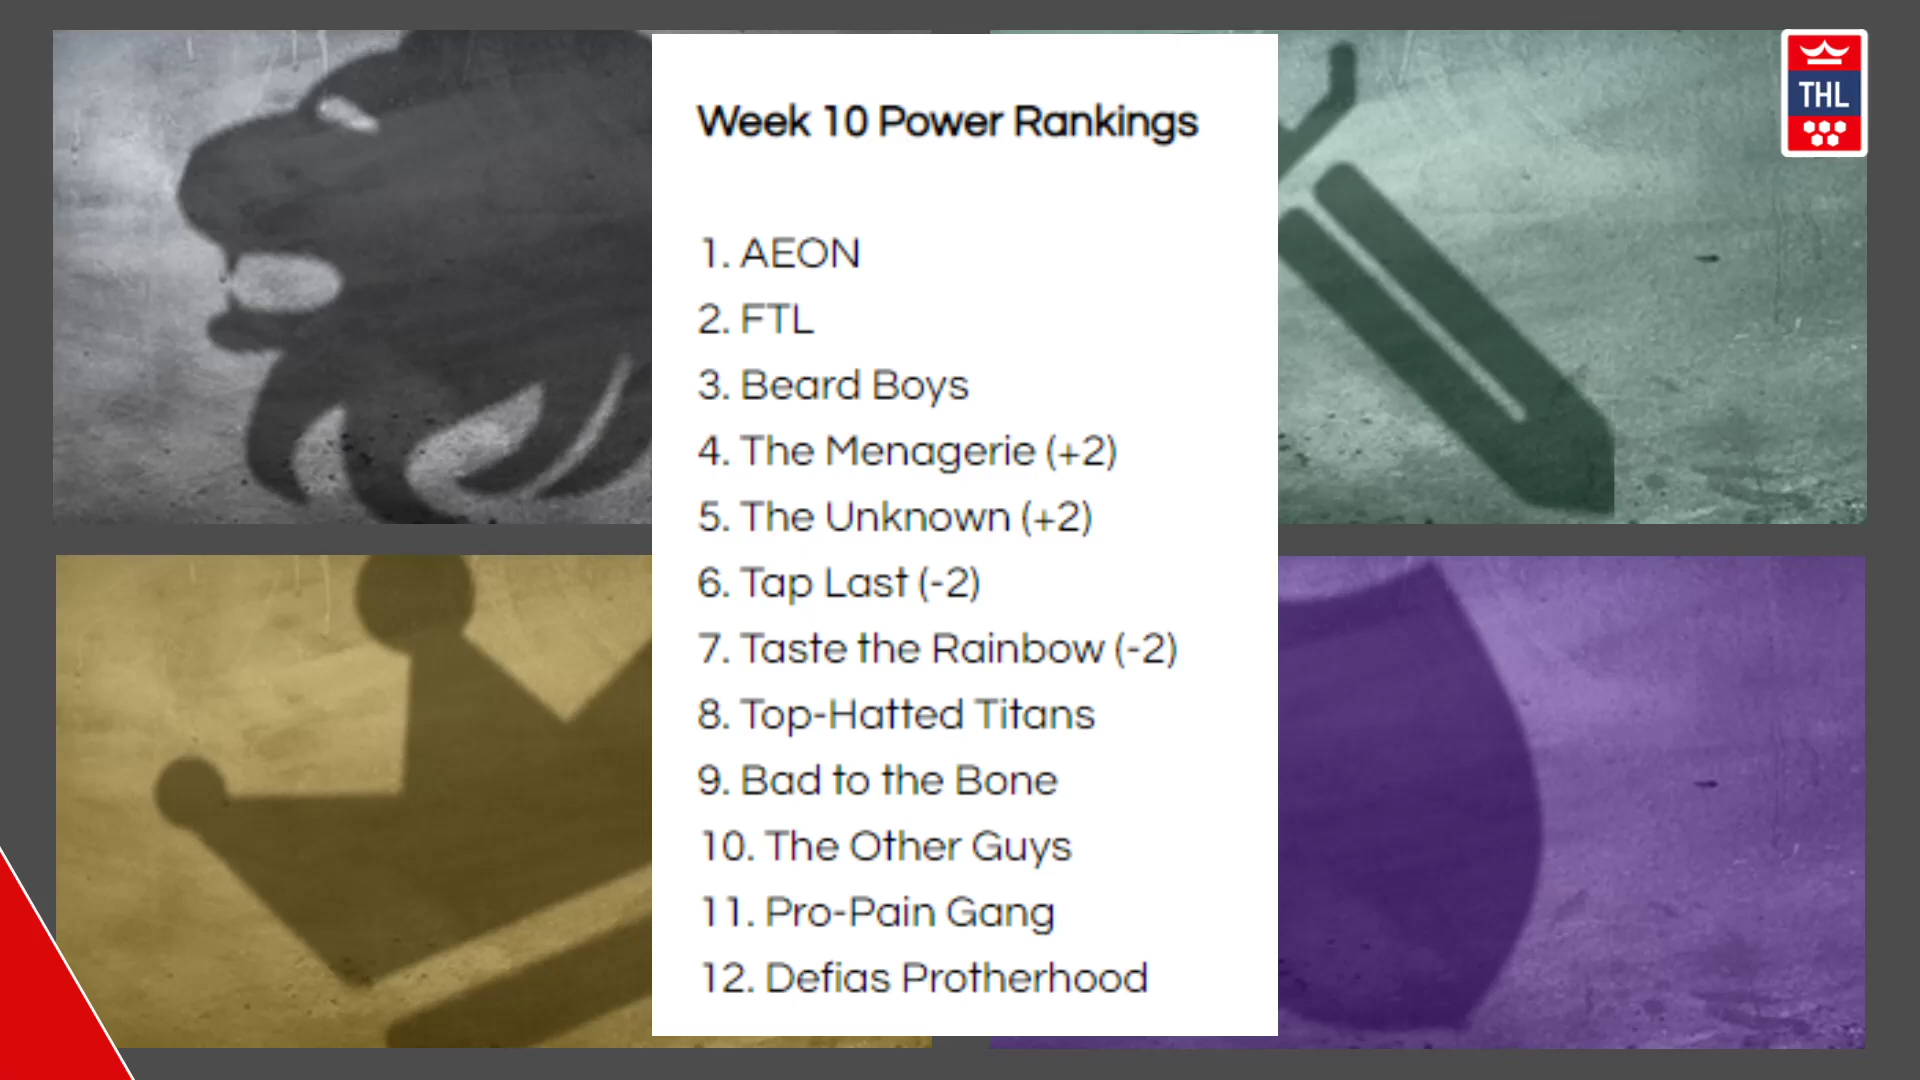 Week 10 Power Rankings
1. AEON
2. FTL
3. Beard Boys
4. The Menagerie (+2)
5. The Unknown (+2)
6. Tap Last (-2)
7. Taste the Rainbow (-2)
8. Top-Hatted Titans
9. Bad to the Bone
10. The Other Guys
11. Pro-Pain Gang
12. Defias Protherhood
THL